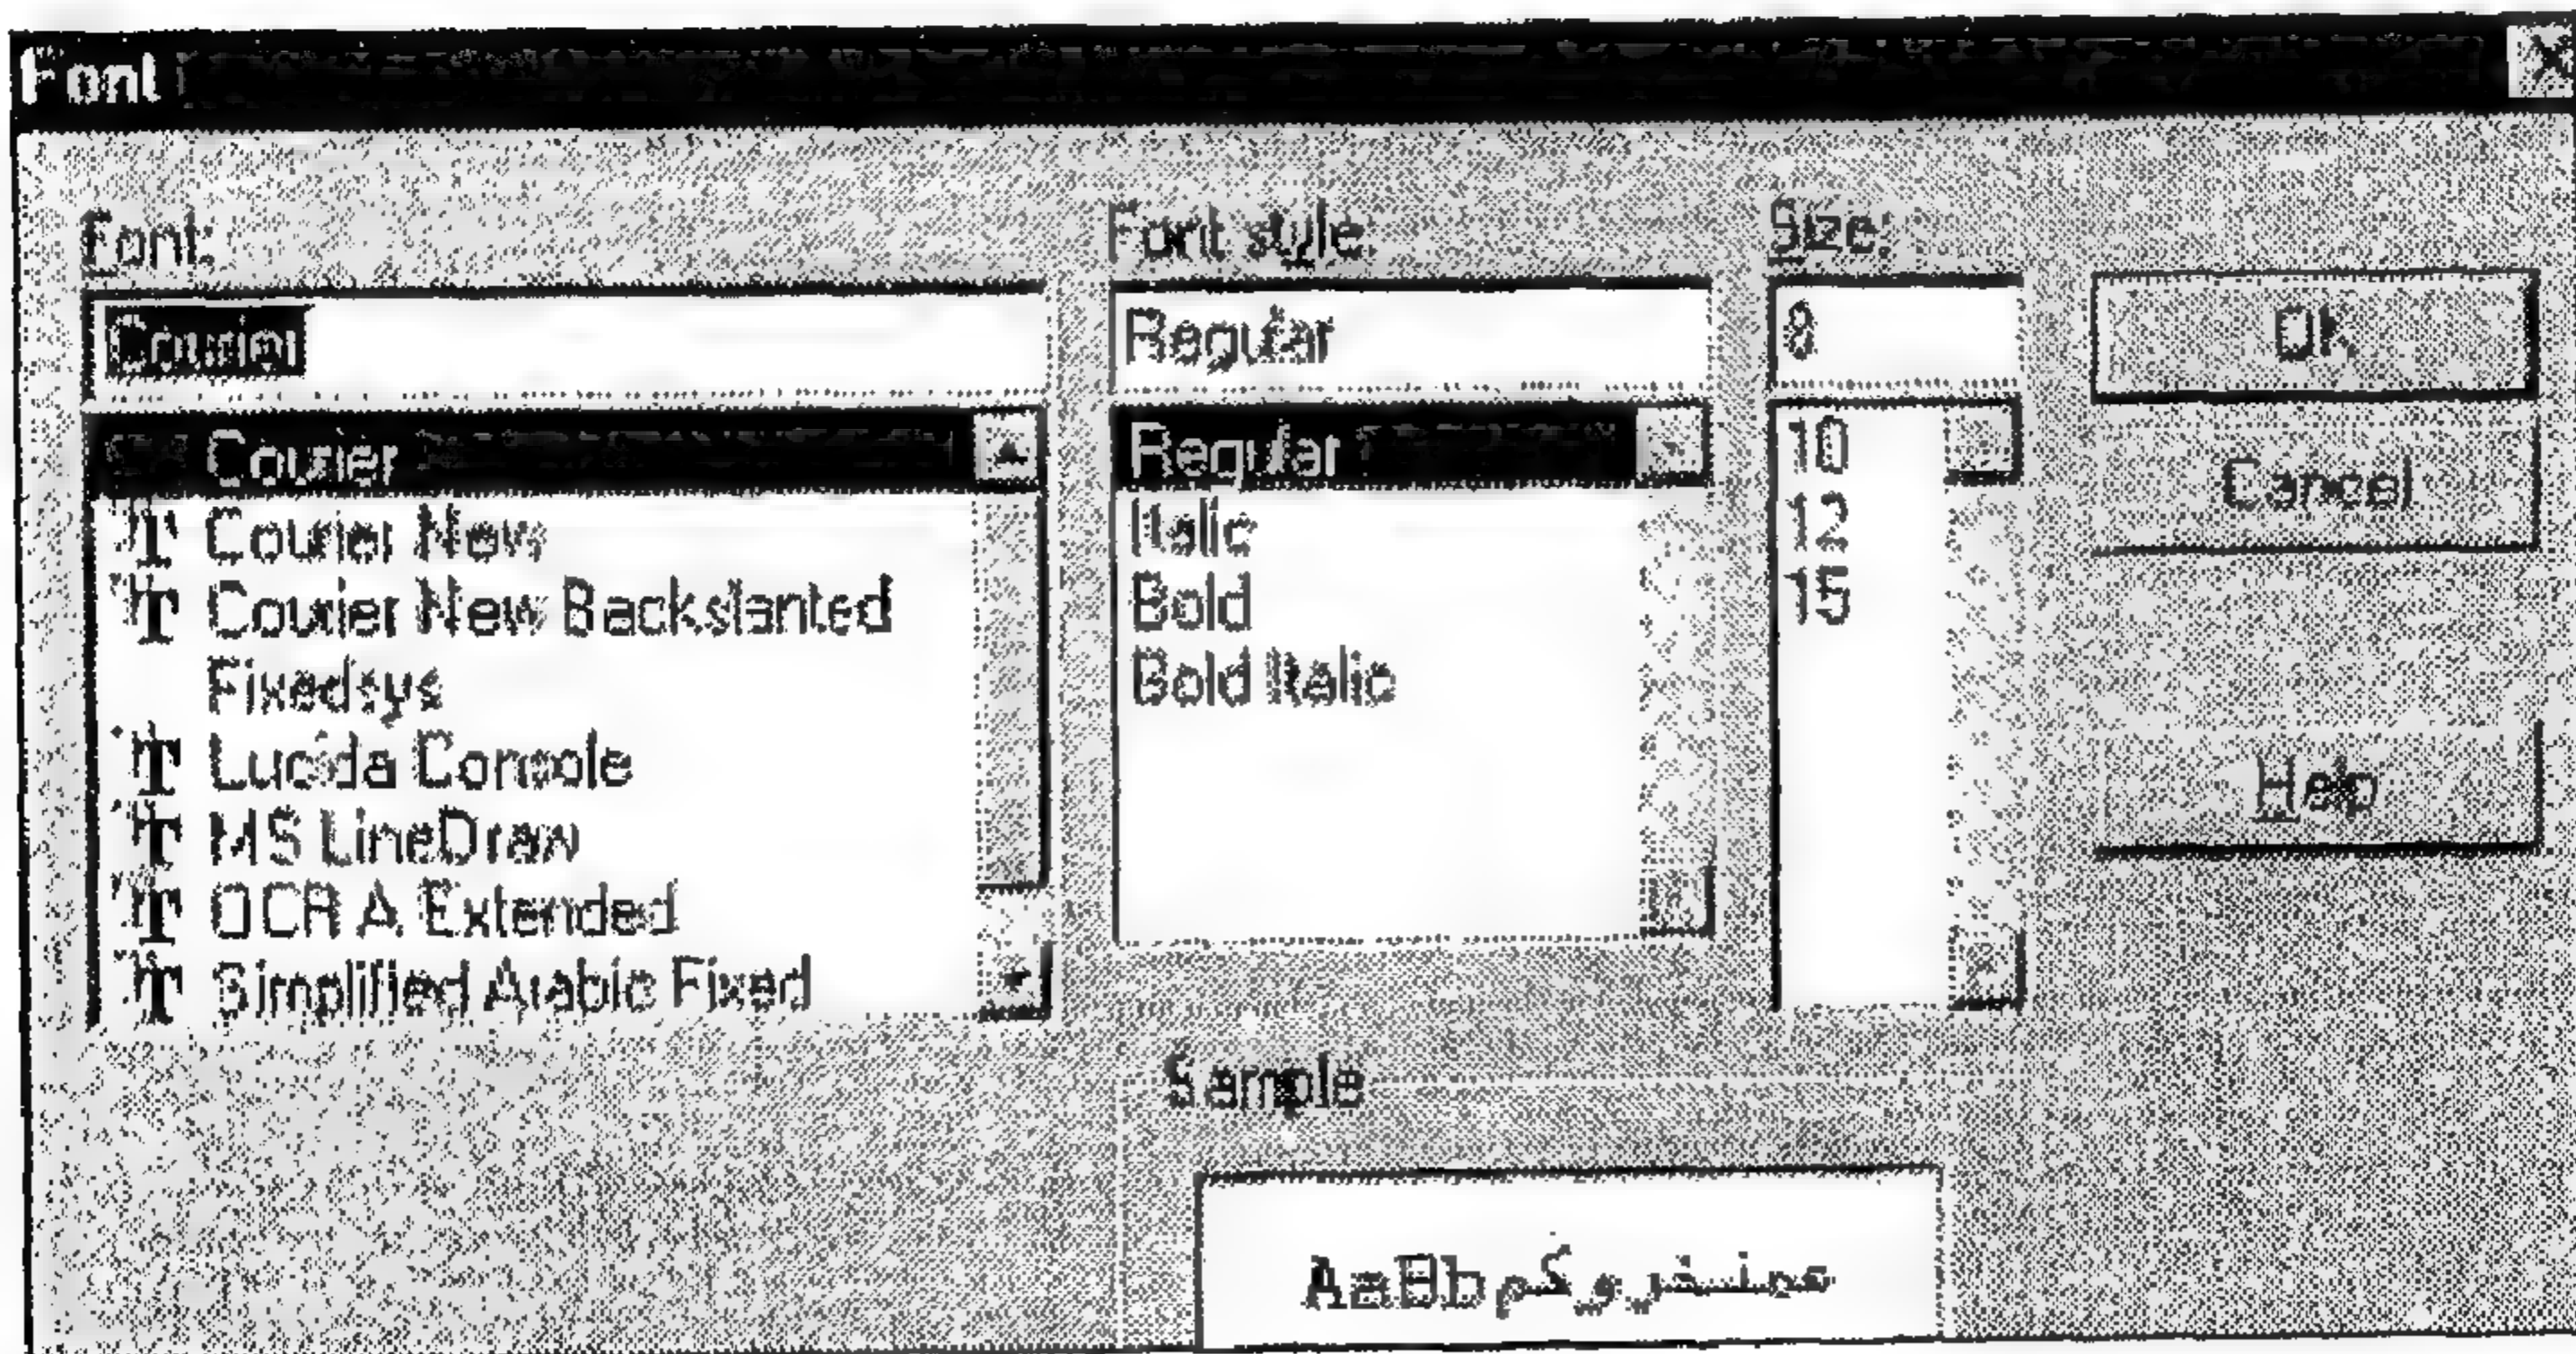 Font
Font:
Courier
Courier
Courier New
Courier New Backslanted
Fixedsys
Lucida Console
MS LineDraw
OCR A Extended
Simplified Arabic Fixed
Font style:
Regular
Regular
Italic
Bold
Bold Italic
Size:
8
10
12
15
OK
Cancel
Help
Sample
AaBb